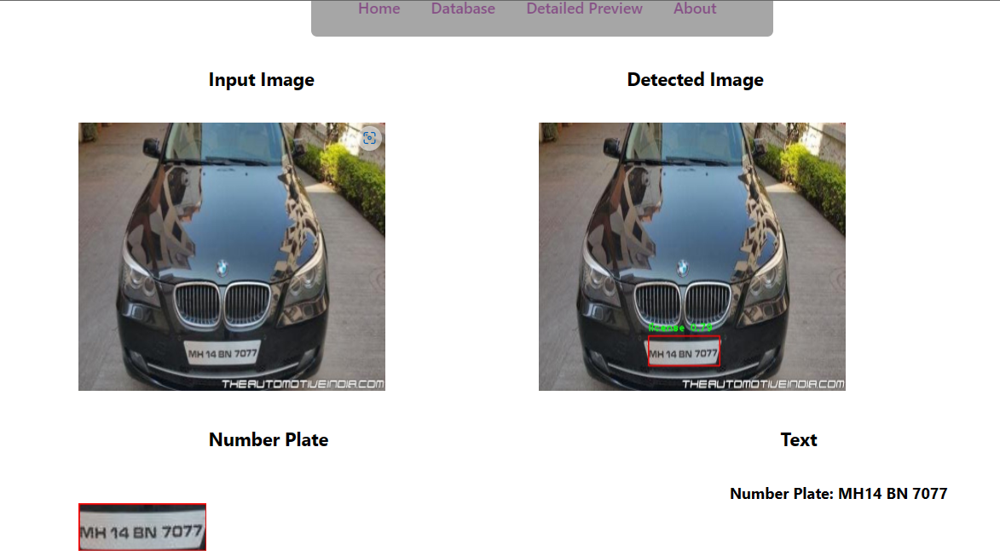 Home Database Detailed Preview About
Input Image Detected Image
MH 14 BN 7077
THEAUTOMOTIVEINDIA.COM
license 0.79
MH 14 BN 7077
THEAUTOMOTIVEINDIA.COM
Number Plate Text
Number Plate: MH14 BN 7077
MH 14 BN 7077